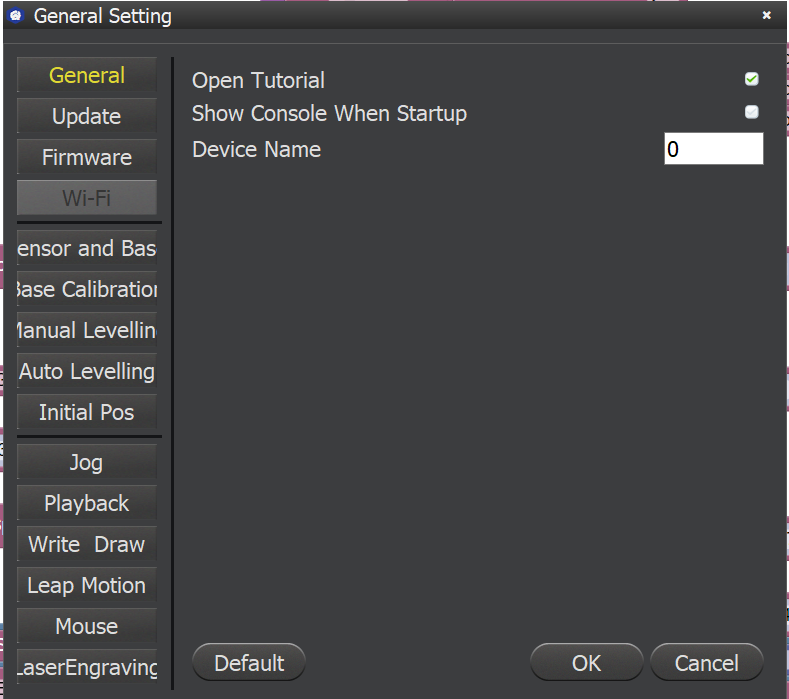 General Setting
General
Update
Firmware
Wi-Fi
ensor and Bas
Base Calibration
Manual Levellin
Auto Levelling
Initial Pos
Jog
Playback
Write Draw
Leap Motion
Mouse
LaserEngraving
Open Tutorial
Show Console When Startup
Device Name
0
Default
OK
Cancel